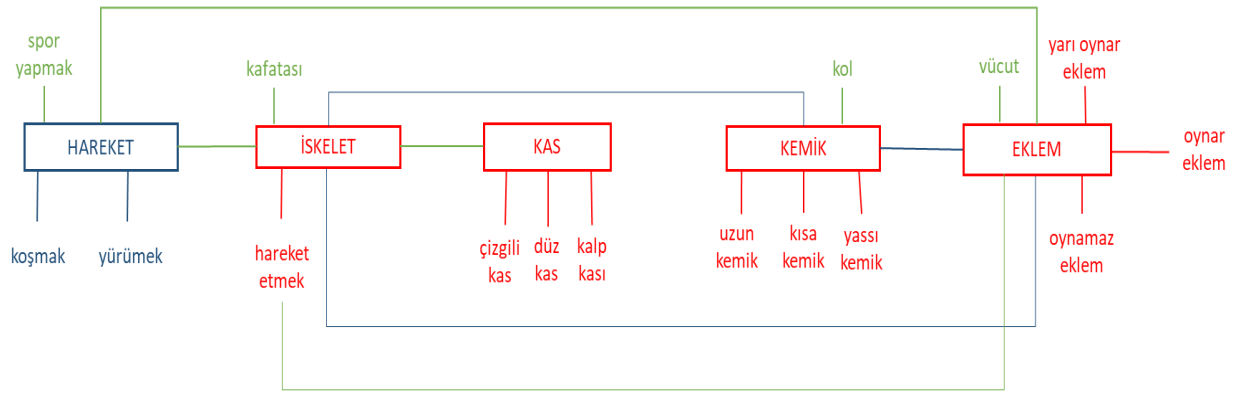 spor
yapmak
kafatası
kol
vücut
yarı oynar
eklem
HAREKET
İSKELET
KAS
KEMİK
EKLEM
oynar
eklem
koşmak
yürümek
hareket
etmek
çizgili
kas
düz
kas
kalp
kası
uzun
kemik
kısa
kemik
yassı
kemik
oynamaz
eklem